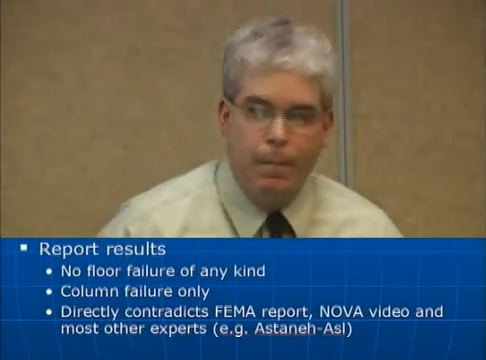 Report results
No floor failure of any kind
Column failure only
Directly contradicts FEMA report, NOVA video and
most other experts (e.g. Astaneh-Asl)